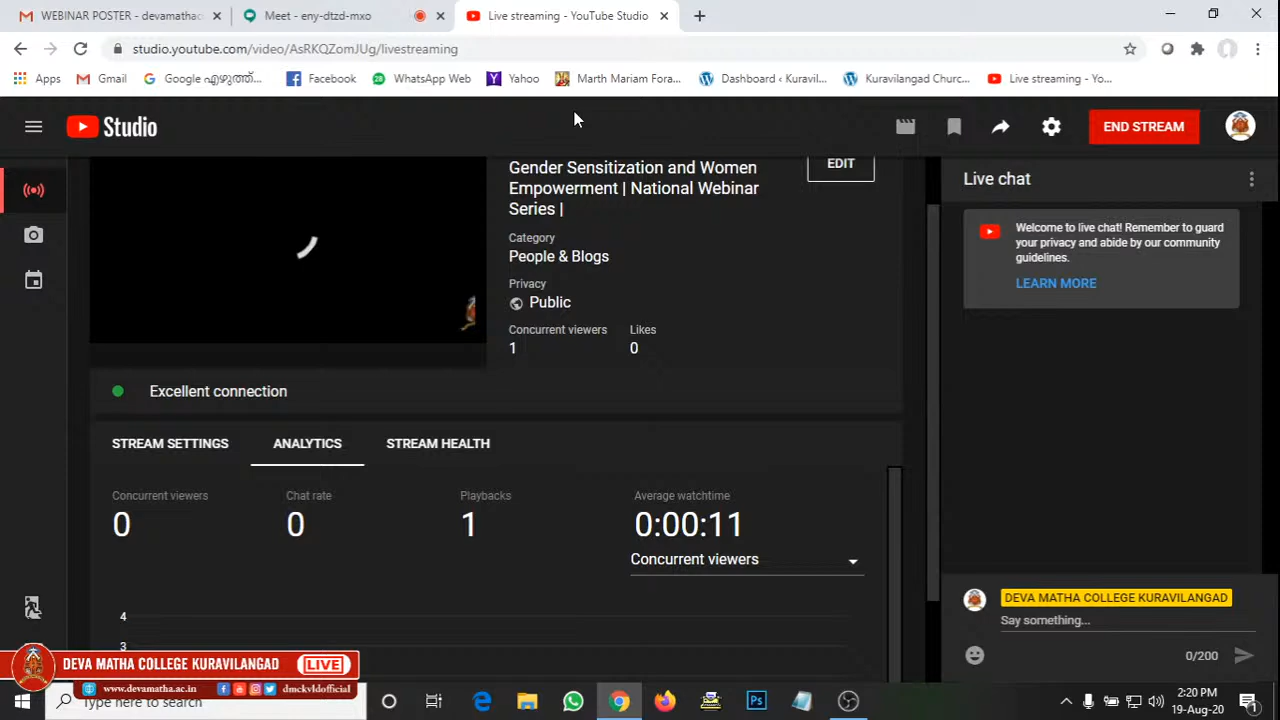 WEBINAR POSTER - devamatha
Meet - eny-dtzd-mxo
Live streaming - YouTube Studio
studio.youtube.com/video/AsRKQZomJUg/livestreaming
Apps
Gmail
Google എഴുത്ത്...
Facebook
WhatsApp Web
Yahoo
Marth Mariam Fora...
Dashboard ‹ Kuravil...
Kuravilangad Churc...
Live streaming - Yo...
Studio
END STREAM
Gender Sensitization and Women
Empowerment | National Webinar
Series |
EDIT
Category
People & Blogs
Privacy
Public
Concurrent viewers
Likes
1
0
Excellent connection
STREAM SETTINGS
ANALYTICS
STREAM HEALTH
Concurrent viewers
Chat rate
Playbacks
Average watchtime
0
0
1
0:00:11
Concurrent viewers
4
3
Live chat
Welcome to live chat! Remember to guard
your privacy and abide by our community
guidelines.
LEARN MORE
DEVA MATHA COLLEGE KURAVILANGAD
Say something...
0/200
DEVA MATHA COLLEGE KURAVILANGAD
LIVE
www.devamatha.ac.in
dmckvldofficial
Type here to search
2:20 PM
19-Aug-20